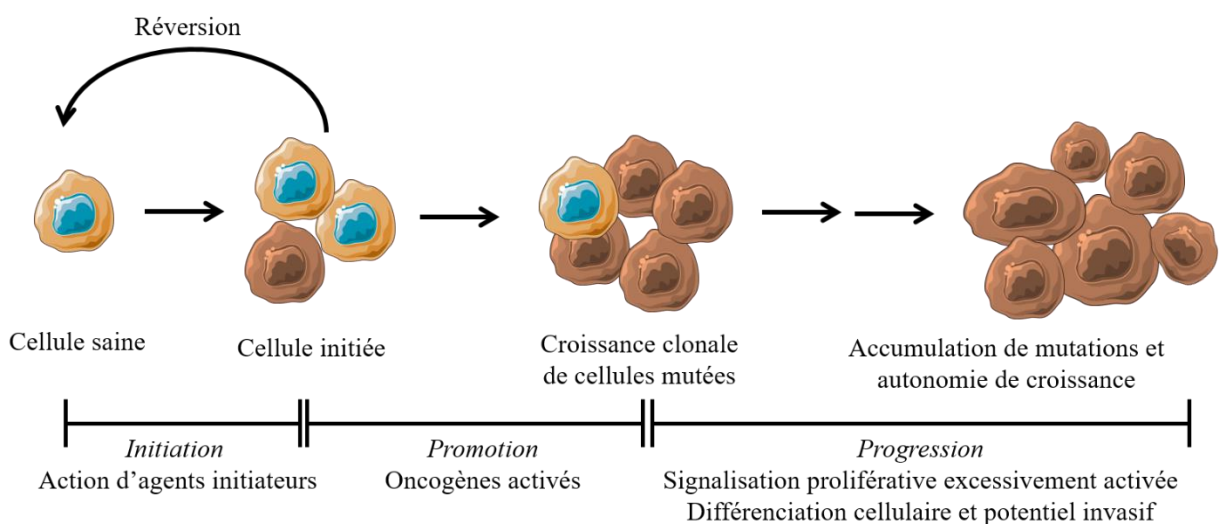 Réversion
Cellule saine
Cellule initiée
Croissance clonale
de cellules mutées
Accumulation de mutations et
autonomie de croissance
Initiation
Action d’agents initiateurs
Promotion
Oncogènes activés
Progression
Signalisation proliférative excessivement activée
Différenciation cellulaire et potentiel invasif